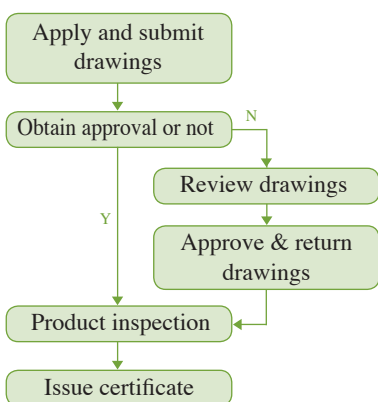 Apply and submit
drawings
Obtain approval or not
N
Review drawings
Y
Approve & return
drawings
Product inspection
Issue certificate